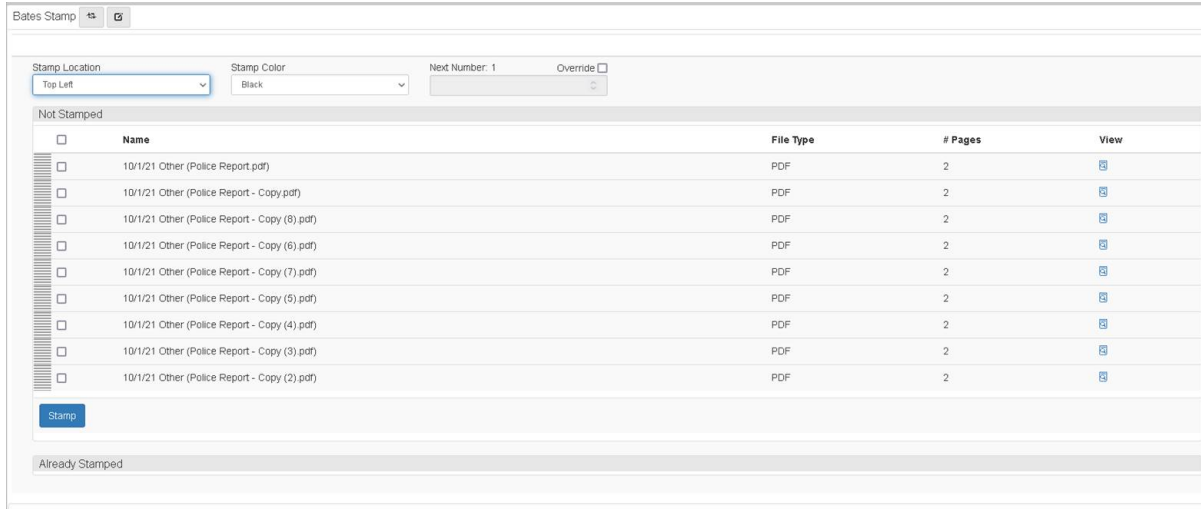 Bates Stamp
Stamp Location Stamp Color Next Number: 1 Override
Top Left Black
Not Stamped
Name File Type # Pages View
10/1/21 Other (Police Report.pdf) PDF 2
10/1/21 Other (Police Report - Copy.pdf) PDF 2
10/1/21 Other (Police Report - Copy (8).pdf) PDF 2
10/1/21 Other (Police Report - Copy (6).pdf) PDF 2
10/1/21 Other (Police Report - Copy (7).pdf) PDF 2
10/1/21 Other (Police Report - Copy (5).pdf) PDF 2
10/1/21 Other (Police Report - Copy (4).pdf) PDF 2
10/1/21 Other (Police Report - Copy (3).pdf) PDF 2
10/1/21 Other (Police Report - Copy (2).pdf) PDF 2
Stamp
Already Stamped